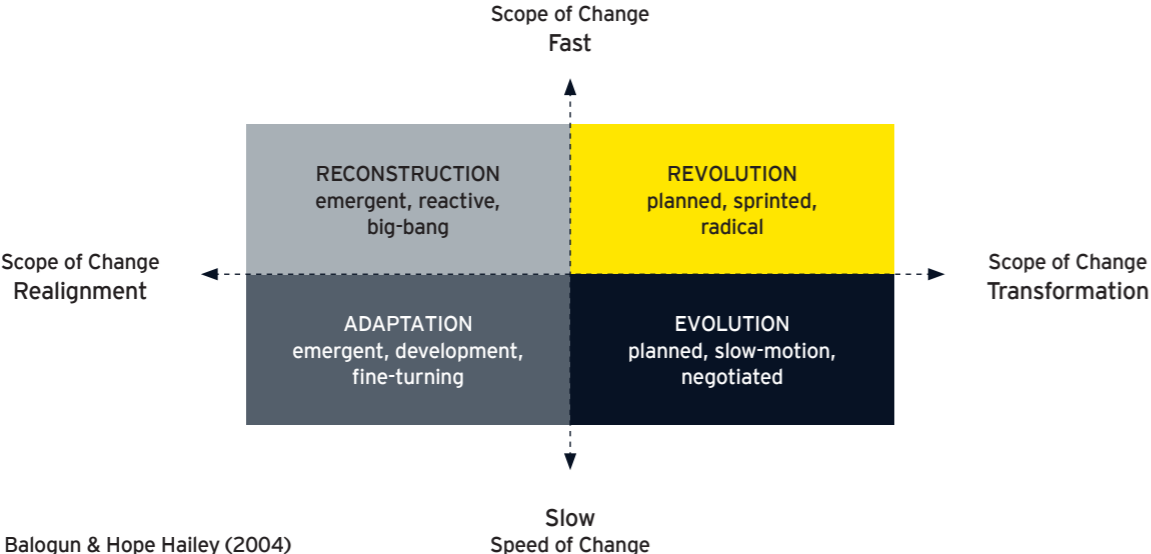 Scope of Change
Fast
RECONSTRUCTION
emergent, reactive,
big-bang
REVOLUTION
planned, sprinted,
radical
Scope of Change
Realignment
Scope of Change
Transformation
ADAPTATION
emergent, development,
fine-turning
EVOLUTION
planned, slow-motion,
negotiated
Slow
Speed of Change
Balogun & Hope Hailey (2004)